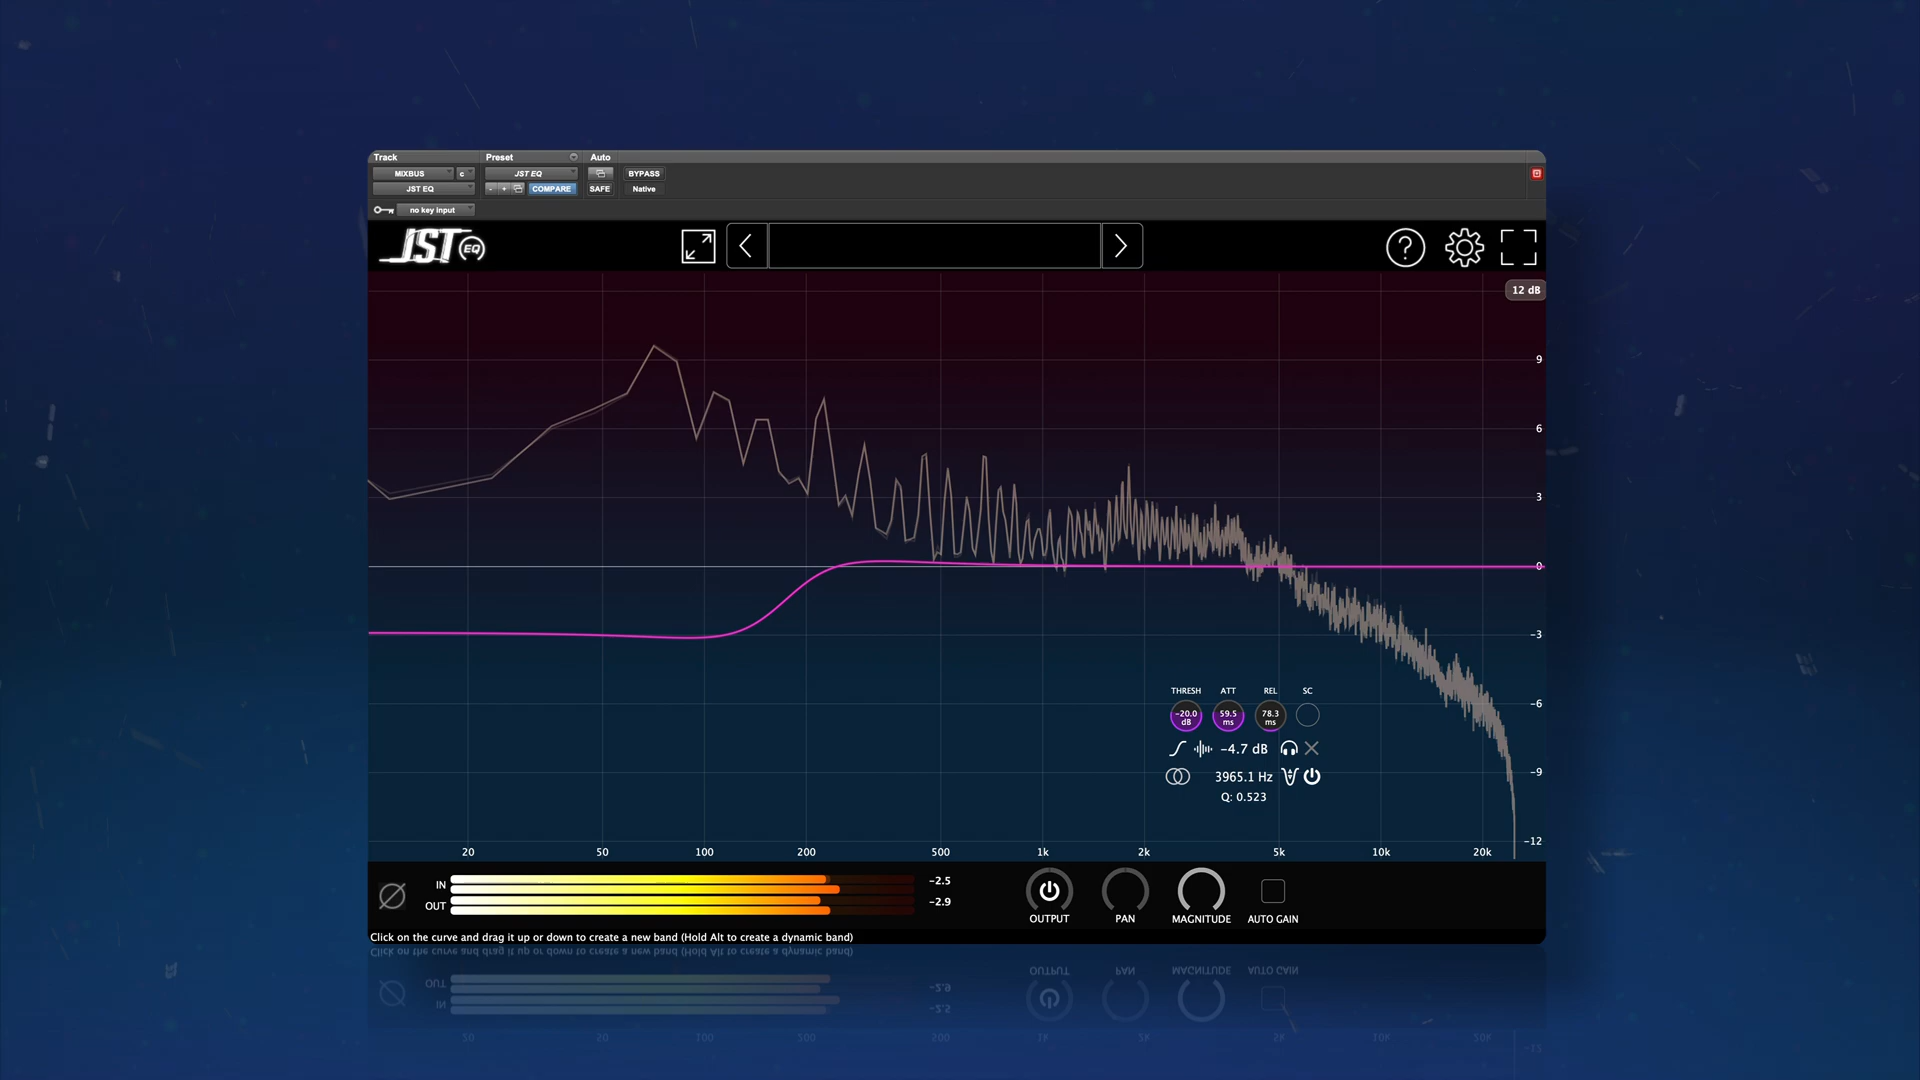 Track
Preset
Auto
MIXBUS
c
JST EQ
BYPASS
JST EQ
- +
COMPARE
SAFE
Native
no key input
JST EQ
?
12 dB
9
6
3
0
-3
-6
-9
-12
THRESH ATT REL SC
-20.0 dB
59.5 ms
78.3 ms
-4.7 dB
3965.1 Hz
Q: 0.523
20 50 100 200 500 1k 2k 5k 10k 20k
IN
-2.5
OUT
-2.9
OUTPUT PAN MAGNITUDE AUTO GAIN
Click on the curve and drag it up or down to create a new band (Hold Alt to create a dynamic band)